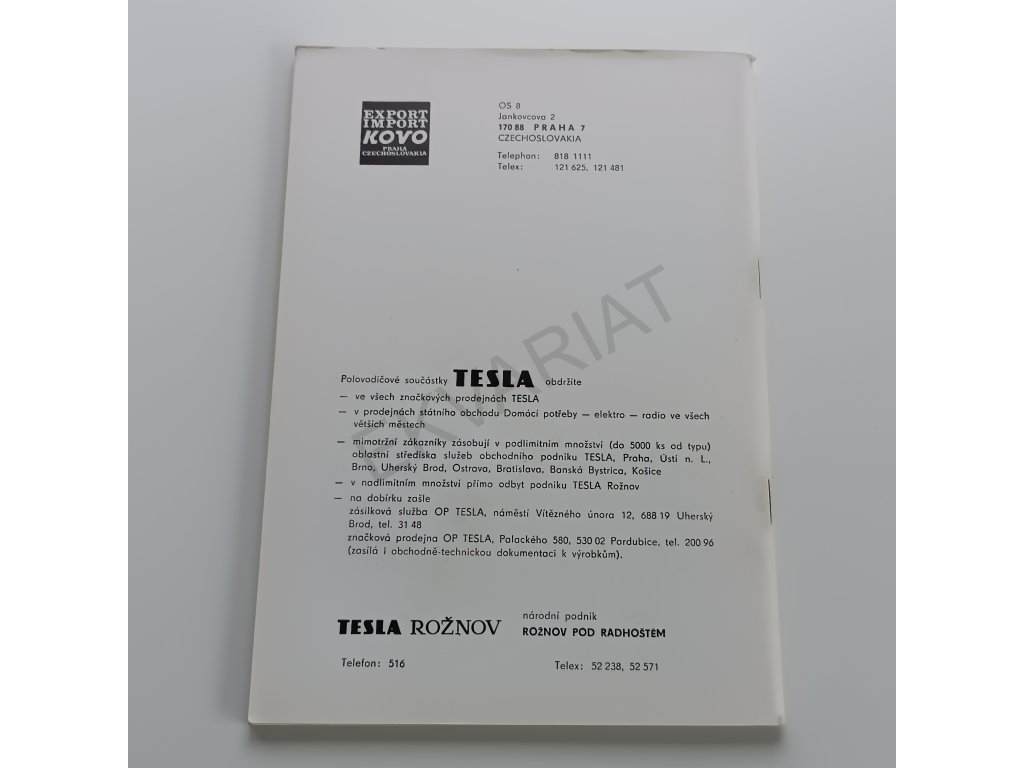 EXPORT
IMPORT
KOVO
PRAHA
CZECHOSLOVAKIA
OS 8
Jankovcova 2
170 88 PRAHA 7
CZECHOSLOVAKIA
Telephon: 818 1111
Telex: 121 625, 121 481
EKVARIAT
Polovodičové součástky TESLA obdržíte
— ve všech značkových prodejnách TESLA
— v prodejnách státního obchodu Domácí potřeby — elektro — radio ve všech
větších městech
— mimotržní zákazníky zásobují v podlimitním množství (do 5000 ks od typu)
oblastní střediska služeb obchodního podniku TESLA, Praha, Ústí n. L.,
Brno, Uherský Brod, Ostrava, Bratislava, Banská Bystrica, Košice
— v nadlimitním množství přímo odbyt podniku TESLA Rožnov
— na dobírku zašle
zásilková služba OP TESLA, náměstí Vítězného února 12, 688 19 Uherský
Brod, tel. 31 48
značková prodejna OP TESLA, Palackého 580, 530 02 Pardubice, tel. 200 96
(zasílá i obchodně-technickou dokumentaci k výrobkům).
TESLA ROŽNOV
národní podnik
ROŽNOV POD RADHOŠTĚM
Telefon: 516
Telex: 52 238, 52 571